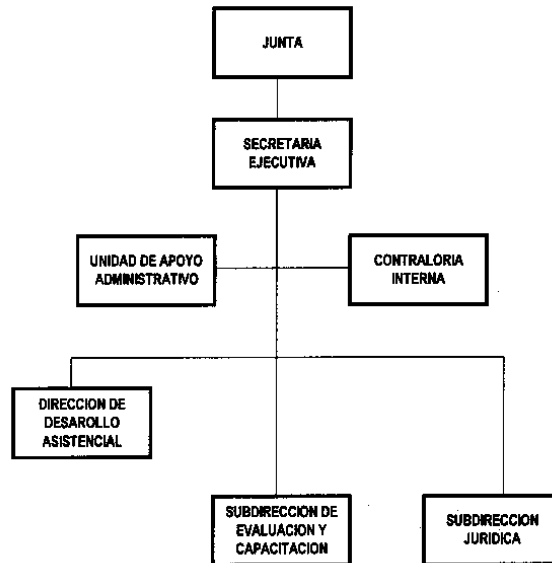 JUNTA
SECRETARIA
EJECUTIVA
UNIDAD DE APOYO
ADMINISTRATIVO
CONTRALORIA
INTERNA
DIRECCION DE
DESAROLLO
ASISTENCIAL
SUBDIRECCION DE
EVALUACION Y
CAPACITACION
SUBDIRECCION
JURIDICA